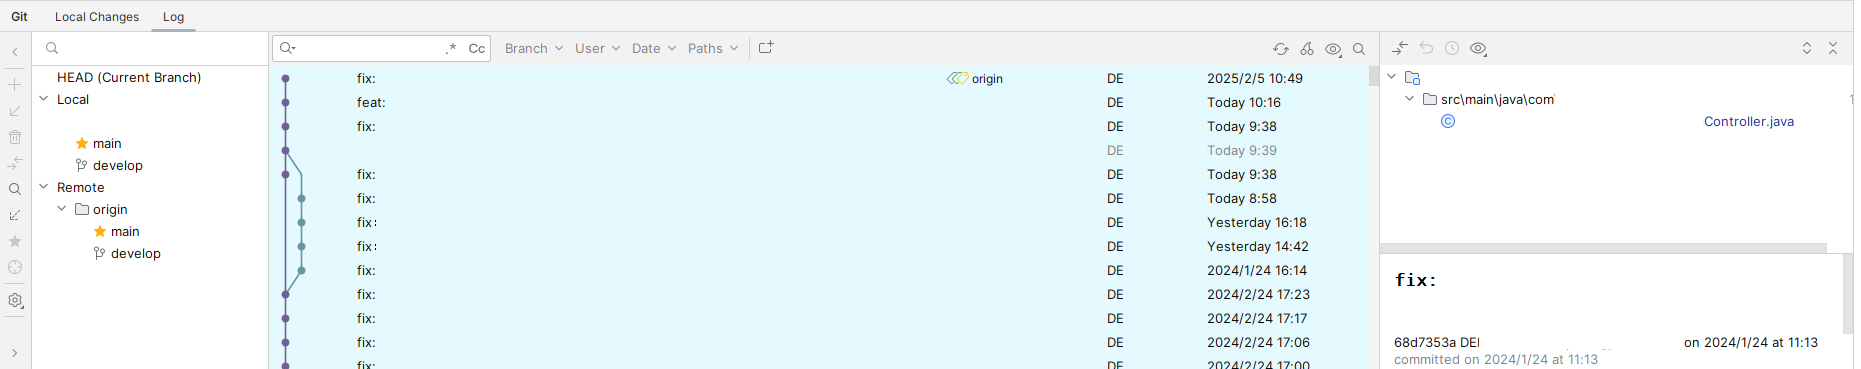 Git Local Changes Log
.* Cc Branch User Date Paths
HEAD (Current Branch)
Local
main
develop
Remote
origin
main
develop
fix: origin DE 2025/2/5 10:49
feat: DE Today 10:16
fix: DE Today 9:38
DE Today 9:39
fix: DE Today 9:38
fix: DE Today 8:58
fix: DE Yesterday 16:18
fix: DE Yesterday 14:42
fix: DE 2024/1/24 16:14
fix: DE 2024/2/24 17:23
fix: DE 2024/2/24 17:17
fix: DE 2024/2/24 17:06
fix: DE 2024/2/24 17:00
src\main\java\com
C Controller.java
fix:
68d7353a DE on 2024/1/24 at 11:13
committed on 2024/1/24 at 11:13